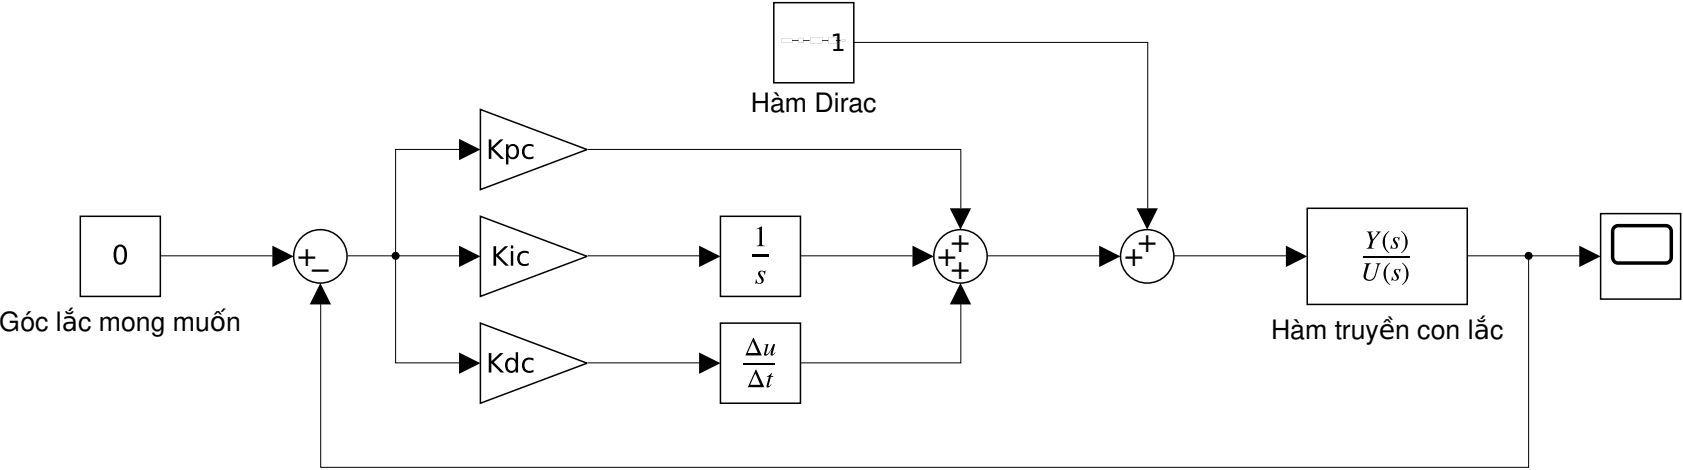 1
Hàm Dirac
Kpc
0
+
−
Kic
1
s
+
+
+
+
+
Y(s)
U(s)
Góc lắc mong muốn
Hàm truyền con lắc
Kdc
Δu
Δt